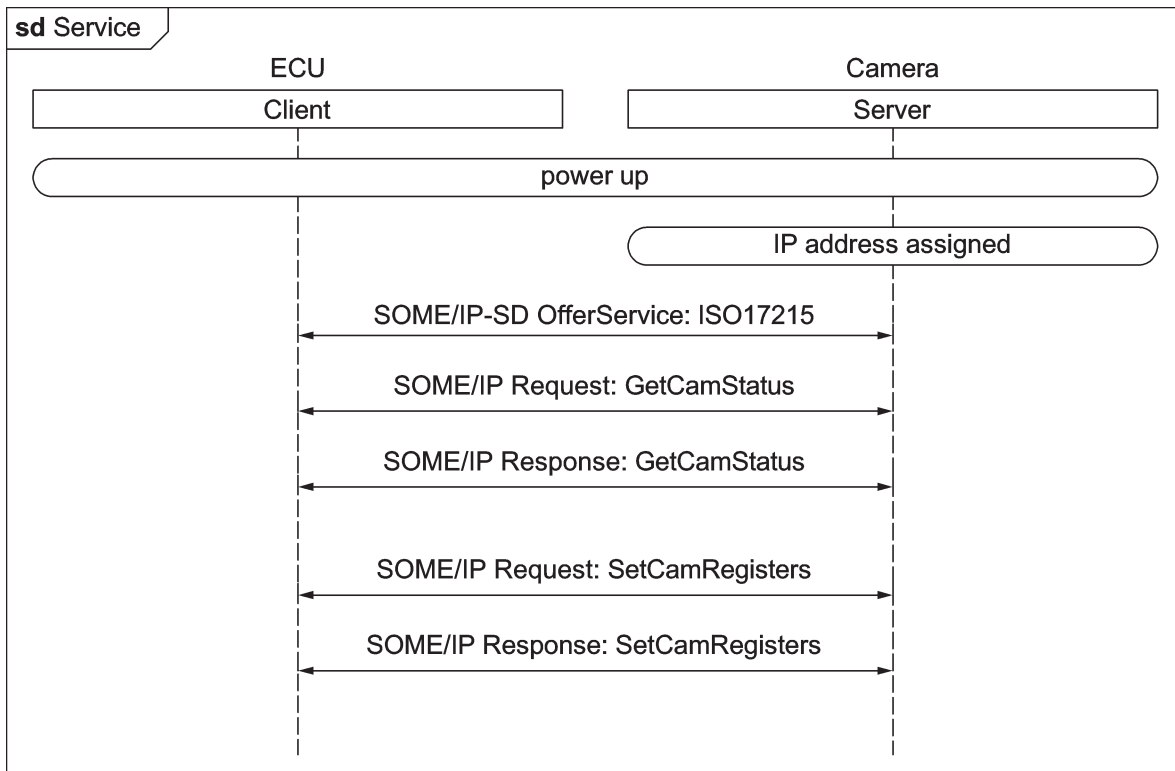 sd Service
ECU
Camera
Client
Server
power up
IP address assigned
SOME/IP-SD OfferService: ISO17215
SOME/IP Request: GetCamStatus
SOME/IP Response: GetCamStatus
SOME/IP Request: SetCamRegisters
SOME/IP Response: SetCamRegisters